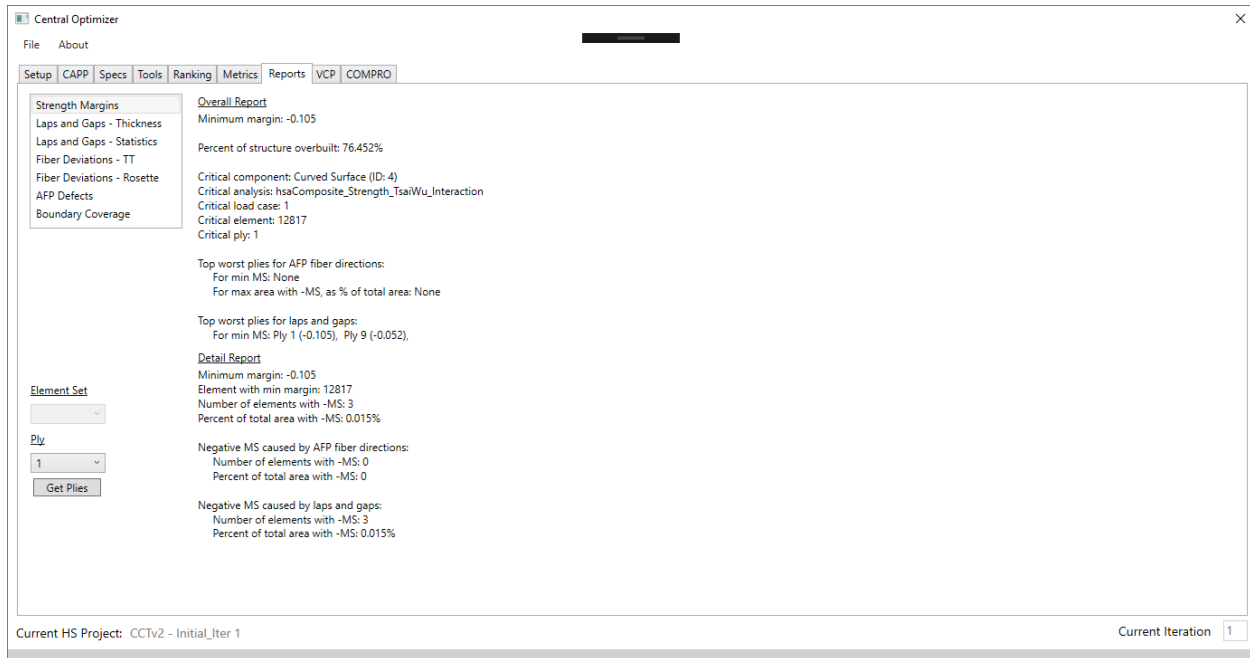 Central Optimizer
File About
Setup CAPP Specs Tools Ranking Metrics Reports VCP COMPRO
Strength Margins
Laps and Gaps - Thickness
Laps and Gaps - Statistics
Fiber Deviations - TT
Fiber Deviations - Rosette
AFP Defects
Boundary Coverage
Element Set
Ply
1
Get Plies
Overall Report
Minimum margin: -0.105
Percent of structure overbuilt: 76.452%
Critical component: Curved Surface (ID: 4)
Critical analysis: hsaComposite_Strength_TsaiWu_Interaction
Critical load case: 1
Critical element: 12817
Critical ply: 1
Top worst plies for AFP fiber directions:
For min MS: None
For max area with -MS, as % of total area: None
Top worst plies for laps and gaps:
For min MS: Ply 1 (-0.105), Ply 9 (-0.052),
Detail Report
Minimum margin: -0.105
Element with min margin: 12817
Number of elements with -MS: 3
Percent of total area with -MS: 0.015%
Negative MS caused by AFP fiber directions:
Number of elements with -MS: 0
Percent of total area with -MS: 0
Negative MS caused by laps and gaps:
Number of elements with -MS: 3
Percent of total area with -MS: 0.015%
Current HS Project: CCTv2 - Initial_Iter 1
Current Iteration 1